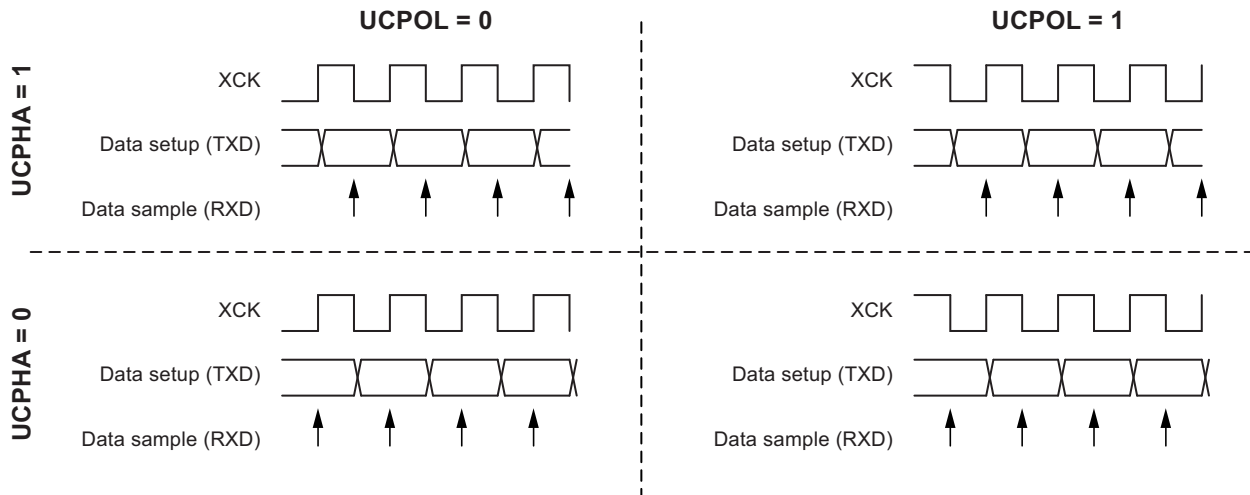 UCPOL = 0
UCPOL = 1
UCPHA = 1
XCK
Data setup (TXD)
Data sample (RXD)
XCK
Data setup (TXD)
Data sample (RXD)
UCPHA = 0
XCK
Data setup (TXD)
Data sample (RXD)
XCK
Data setup (TXD)
Data sample (RXD)